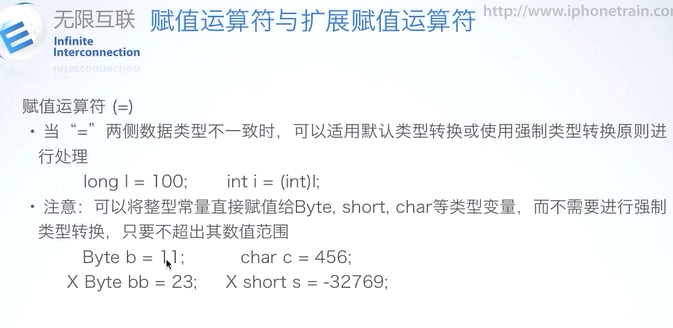 无限互联 赋值运算符与扩展赋值运算符 http://www.iphonetrain.com
Infinite
Interconnection
赋值运算符 (=)
• 当“=”两侧数据类型不一致时，可以适用默认类型转换或使用强制类型转换原则进
行处理
long l = 100; int i = (int)l;
• 注意：可以将整型常量直接赋值给Byte, short, char等类型变量，而不需要进行强制
类型转换，只要不超出其数值范围
Byte b = 11; char c = 456;
X Byte bb = 23; X short s = -32769;